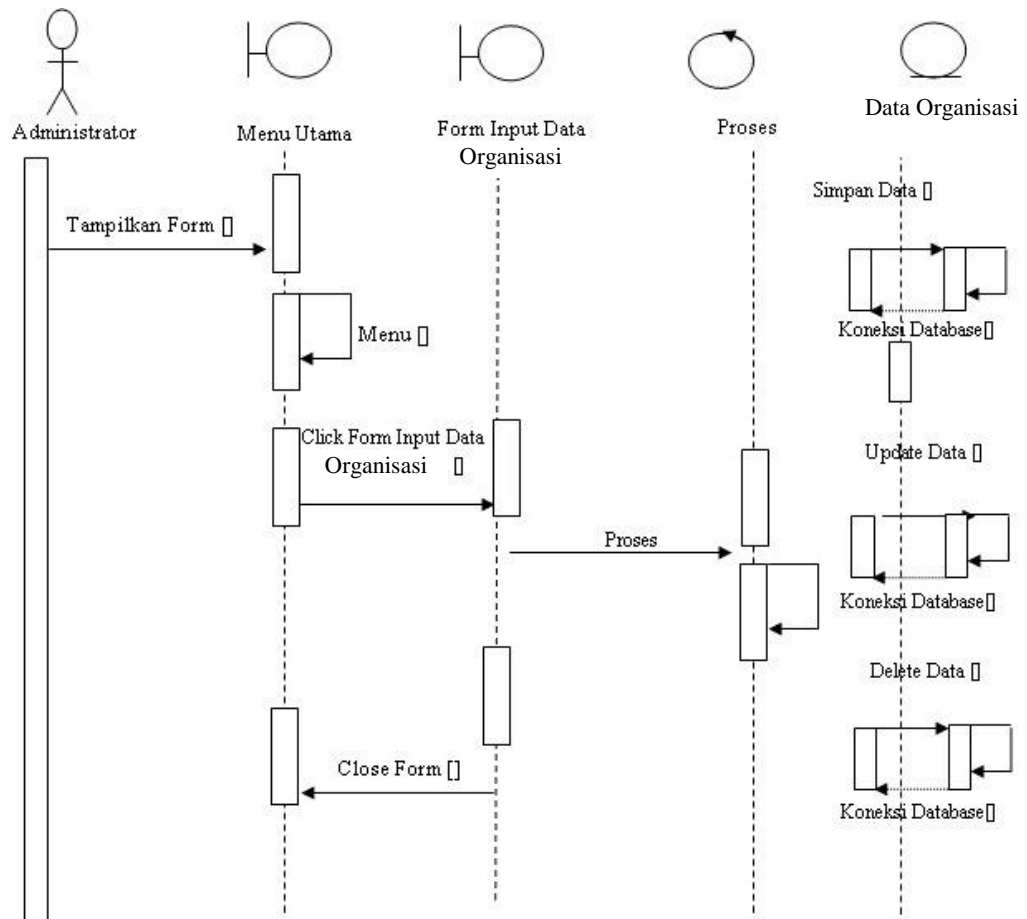 Administrator
Menu Utama
Form Input Data
Organisasi
Proses
Data Organisasi
Simpan Data []
Tampilkan Form []
Koneksi Database[]
Menu []
Click Form Input Data
Organisasi []
Update Data []
Proses
Koneksi Database[]
Delete Data []
Close Form []
Koneksi Database[]